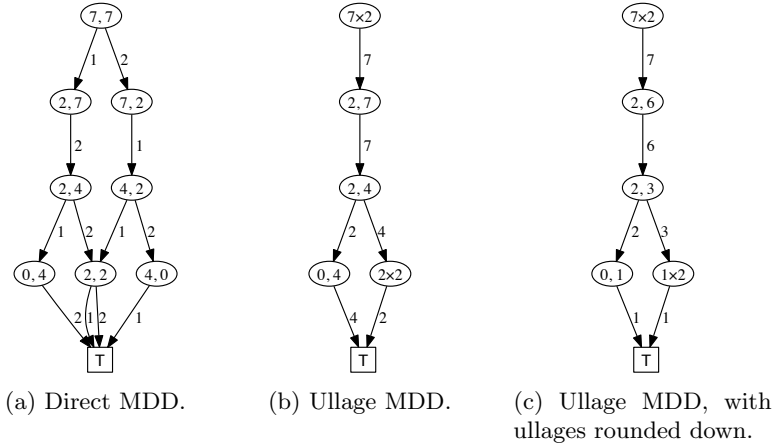 7, 7 7×2 7×2
1 2 7 7
2, 7 7, 2 2, 7 2, 6
2 1 7 6
2, 4 4, 2 2, 4 2, 3
1 2 1 2 2 4 2 3
0, 4 2, 2 4, 0 0, 4 2×2 0, 1 1×2
2 1 2 1 4 2 1 1
T T T
(a) Direct MDD. (b) Ullage MDD. (c) Ullage MDD, with
ullages rounded down.